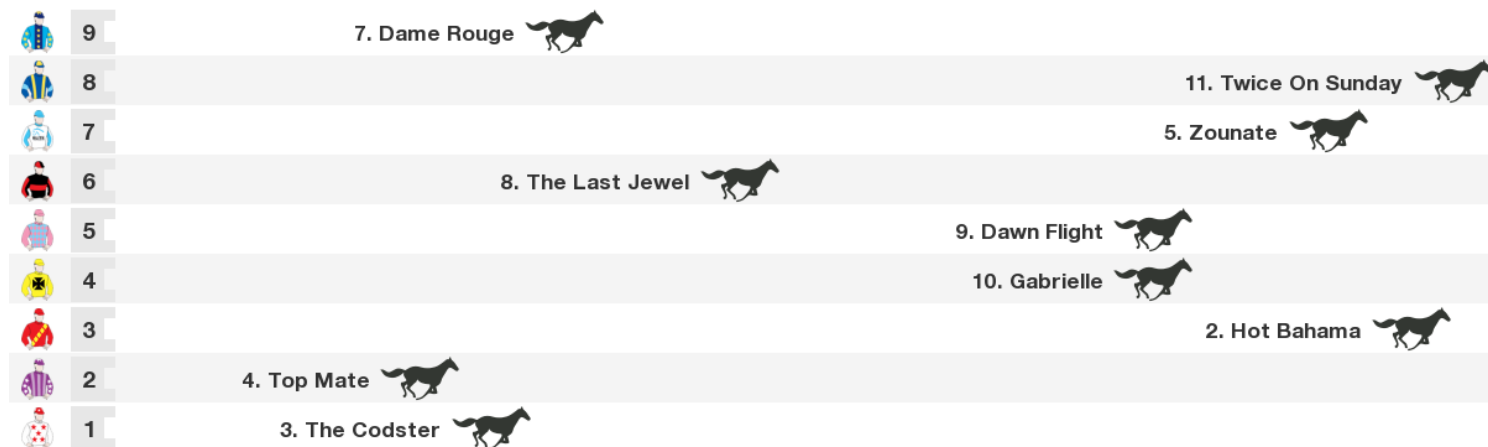 9 7. Dame Rouge
8 11. Twice On Sunday
7 5. Zounate
6 8. The Last Jewel
5 9. Dawn Flight
4 10. Gabrielle
3 2. Hot Bahama
2 4. Top Mate
1 3. The Codster